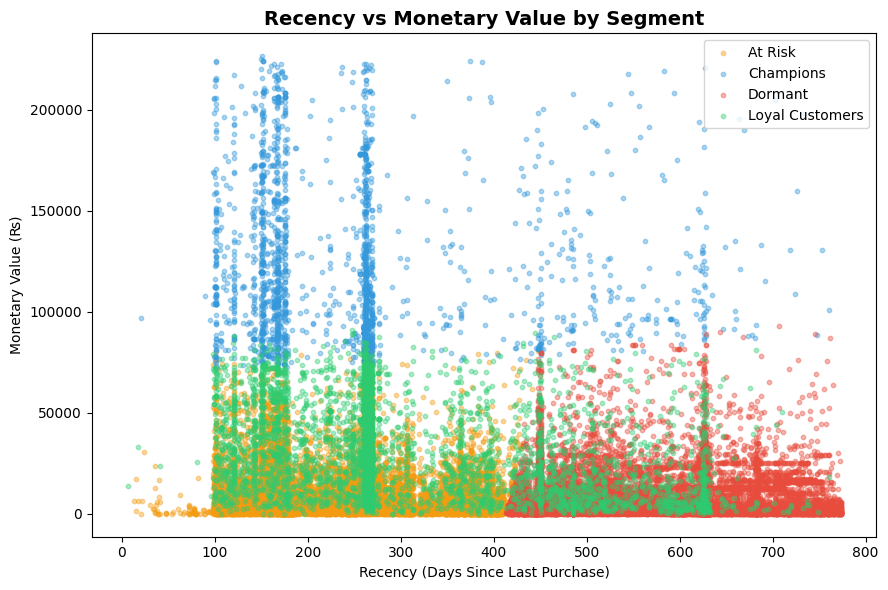 Recency vs Monetary Value by Segment
At Risk
Champions
Dormant
Loyal Customers
Monetary Value (₨)
200000
150000
100000
50000
0
0 100 200 300 400 500 600 700 800
Recency (Days Since Last Purchase)